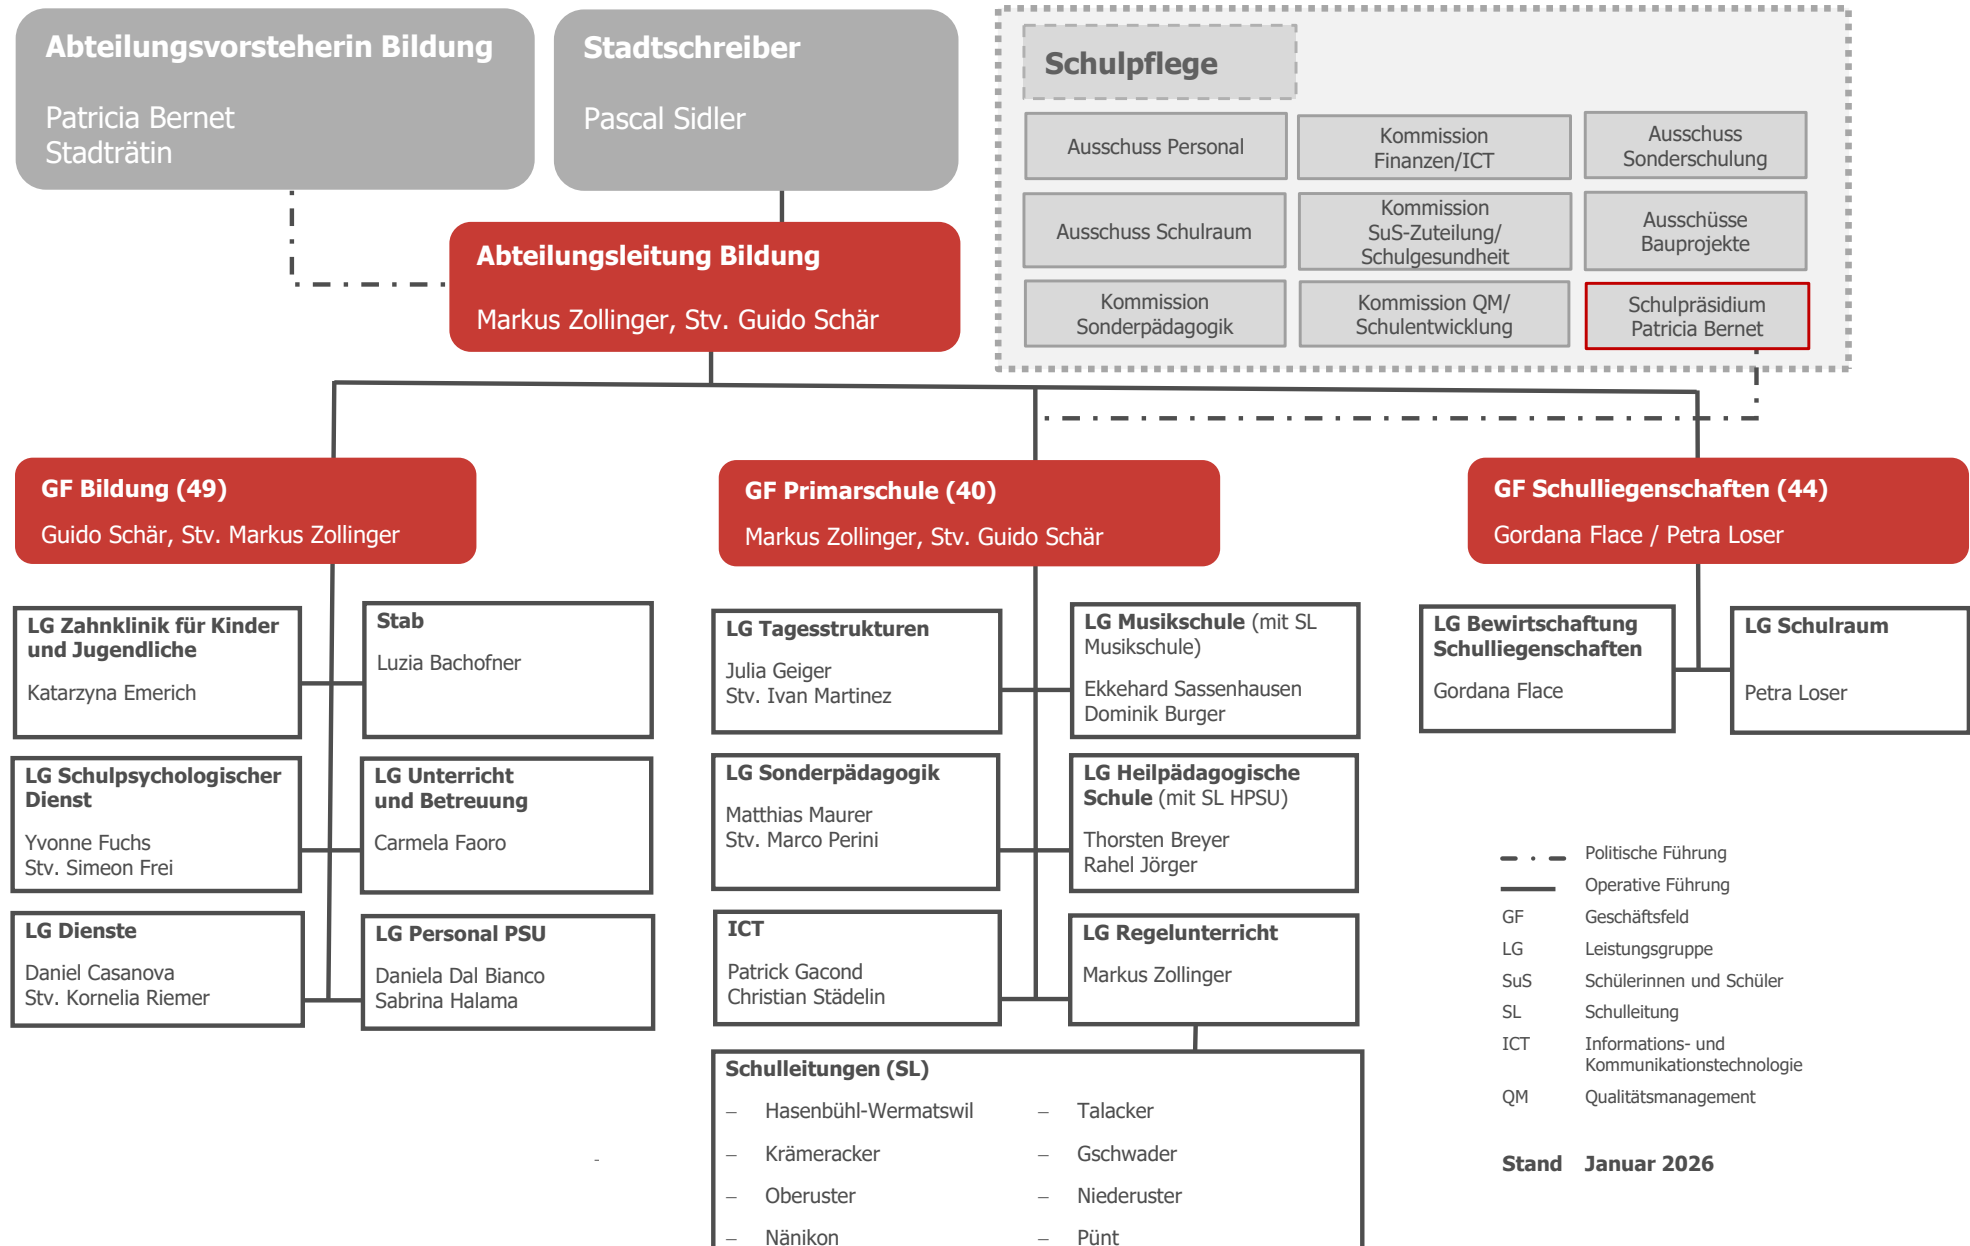 Abteilungsvorsteherin Bildung
Patricia Bernet
Stadträtin
Stadtschreiber
Pascal Sidler
Schulpflege
Ausschuss Personal
Kommission
Finanzen/ICT
Ausschuss
Sonderschulung
Ausschuss Schulraum
Kommission
SuS-Zuteilung/
Schulgesundheit
Ausschüsse
Bauprojekte
Kommission
Sonderpädagogik
Kommission QM/
Schulentwicklung
Schulpräsidium
Patricia Bernet
Abteilungsleitung Bildung
Markus Zollinger, Stv. Guido Schär
GF Bildung (49)
Guido Schär, Stv. Markus Zollinger
GF Primarschule (40)
Markus Zollinger, Stv. Guido Schär
GF Schulliegenschaften (44)
Gordana Flace / Petra Loser
LG Zahnklinik für Kinder
und Jugendliche
Katarzyna Emerich
Stab
Luzia Bachofner
LG Schulpsychologischer
Dienst
Yvonne Fuchs
Stv. Simeon Frei
LG Unterricht
und Betreuung
Carmela Faoro
LG Dienste
Daniel Casanova
Stv. Kornelia Riemer
LG Personal PSU
Daniela Dal Bianco
Sabrina Halama
LG Tagesstrukturen
Julia Geiger
Stv. Ivan Martinez
LG Musikschule (mit SL
Musikschule)
Ekkehard Sassenhausen
Dominik Burger
LG Sonderpädagogik
Matthias Maurer
Stv. Marco Perini
LG Heilpädagogische
Schule (mit SL HPSU)
Thorsten Breyer
Rahel Jörger
ICT
Patrick Gacond
Christian Städelin
LG Regelunterricht
Markus Zollinger
Schulleitungen (SL)
– Hasenbühl-Wermatswil
– Krämeracker
– Oberuster
– Nänikon
– Talacker
– Gschwader
– Niederuster
– Pünt
LG Bewirtschaftung
Schulliegenschaften
Gordana Flace
LG Schulraum
Petra Loser
Politische Führung
Operative Führung
GF Geschäftsfeld
LG Leistungsgruppe
SuS Schülerinnen und Schüler
SL Schulleitung
ICT Informations- und
Kommunikationstechnologie
QM Qualitätsmanagement
Stand Januar 2026
-